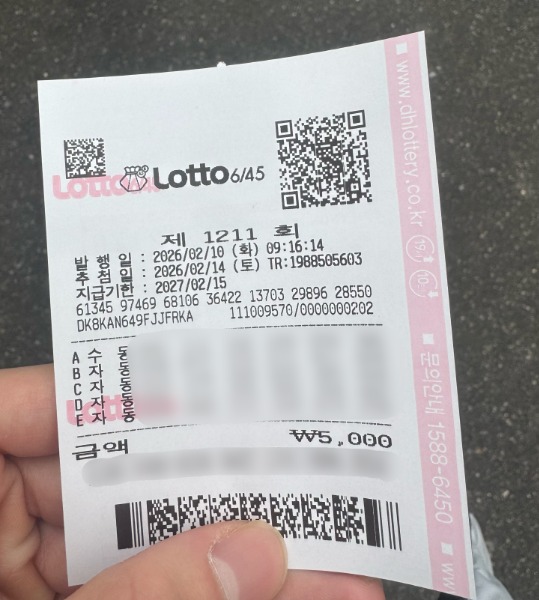 Lotto 6/45
제 1211 회
발 행 일 : 2026/02/10 (화) 09:16:14
추 첨 일 : 2026/02/14 (토) TR:1988505603
지급기한 : 2027/02/15
61345 97469 68106 36422 13703 29896 28550
DK8KAN649FJJFRKA 111009570/0000000202
A 수 동
B 자 동
C 자 동
D 자 동
E 자 동
금액 ₩5,000
www.dhlottery.co.kr
문의안내 1588-6450